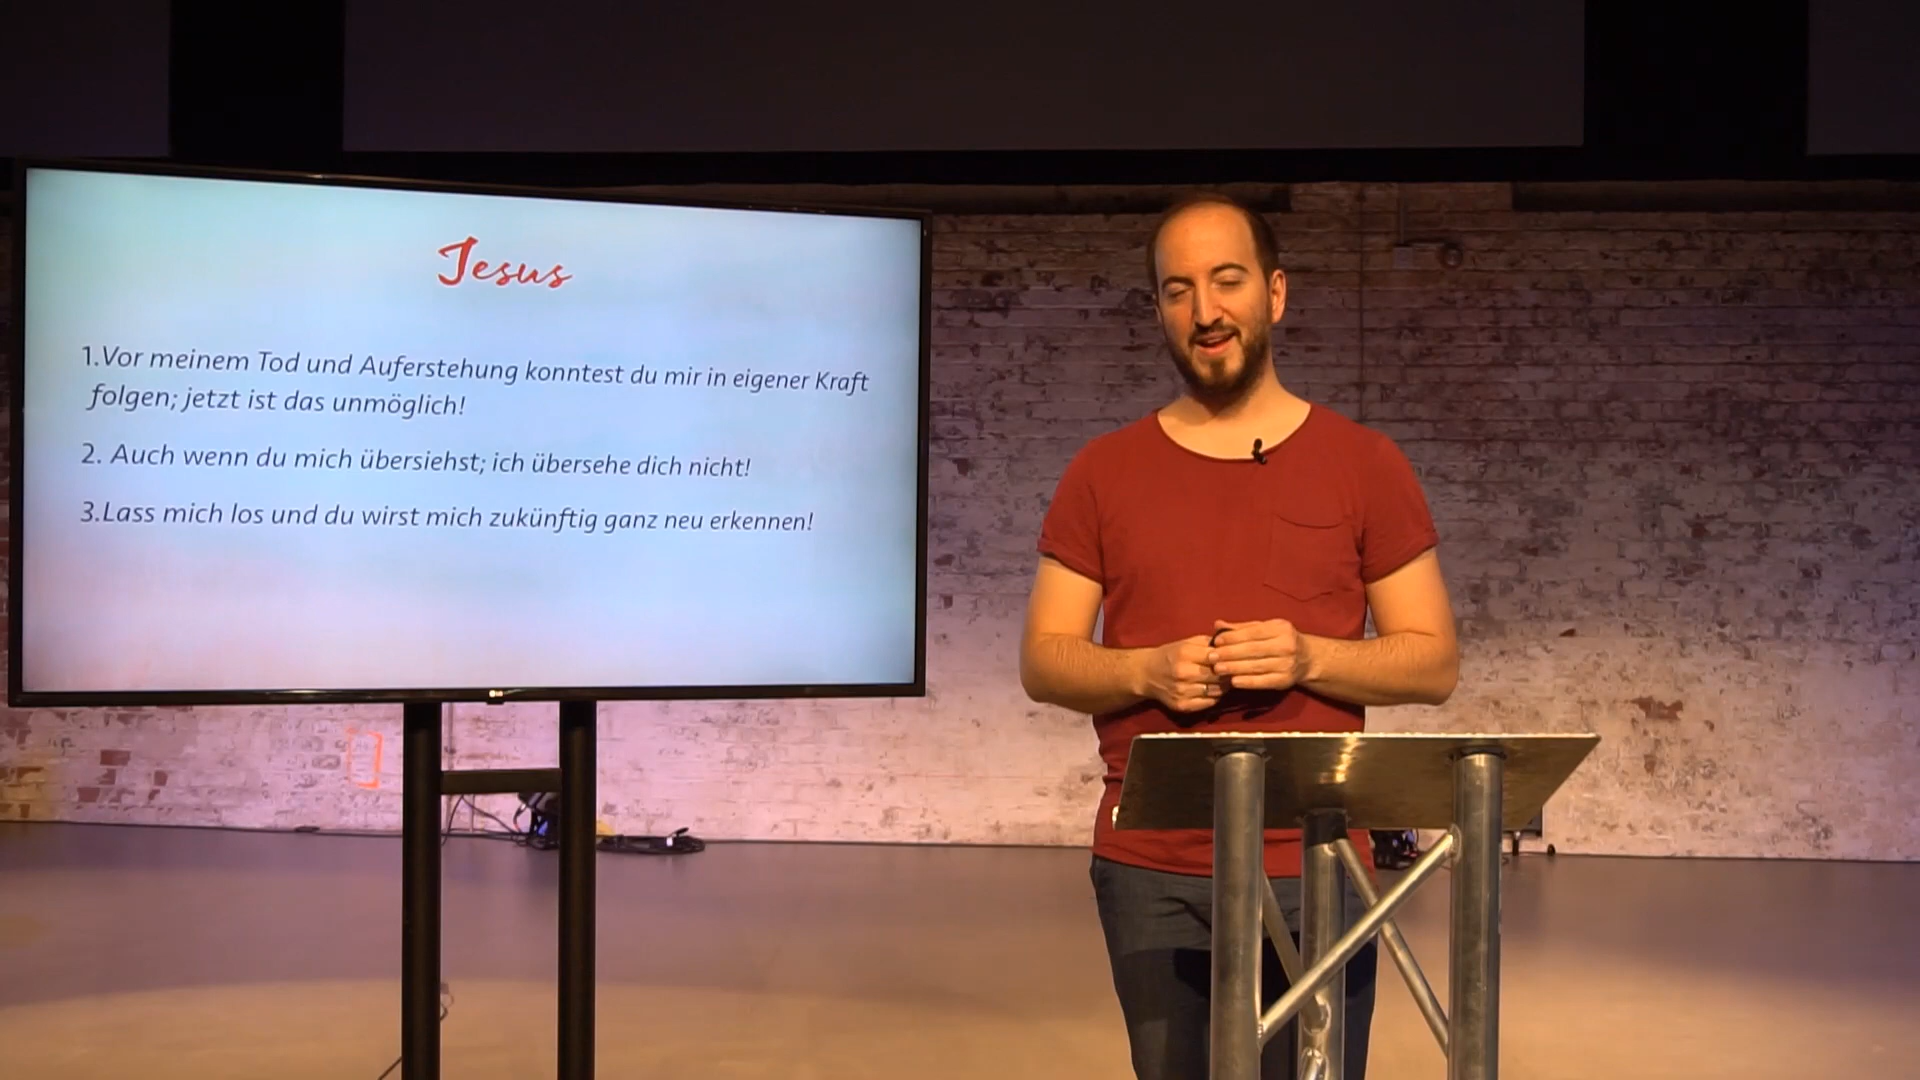 Jesus
1.Vor meinem Tod und Auferstehung konntest du mir in eigener Kraft
folgen; jetzt ist das unmöglich!
2. Auch wenn du mich übersiehst; ich übersehe dich nicht!
3.Lass mich los und du wirst mich zukünftig ganz neu erkennen!
LG